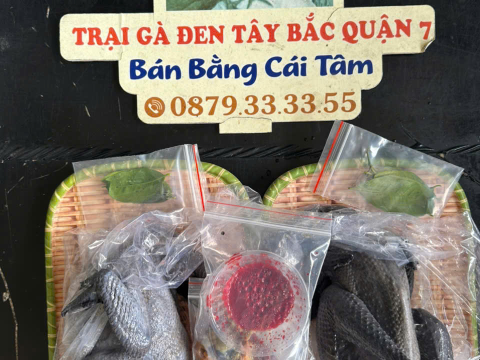 TRẠI GÀ ĐEN TÂY BẮC QUẬN 7
Bán Bằng Cái Tâm
0879.33.33.55